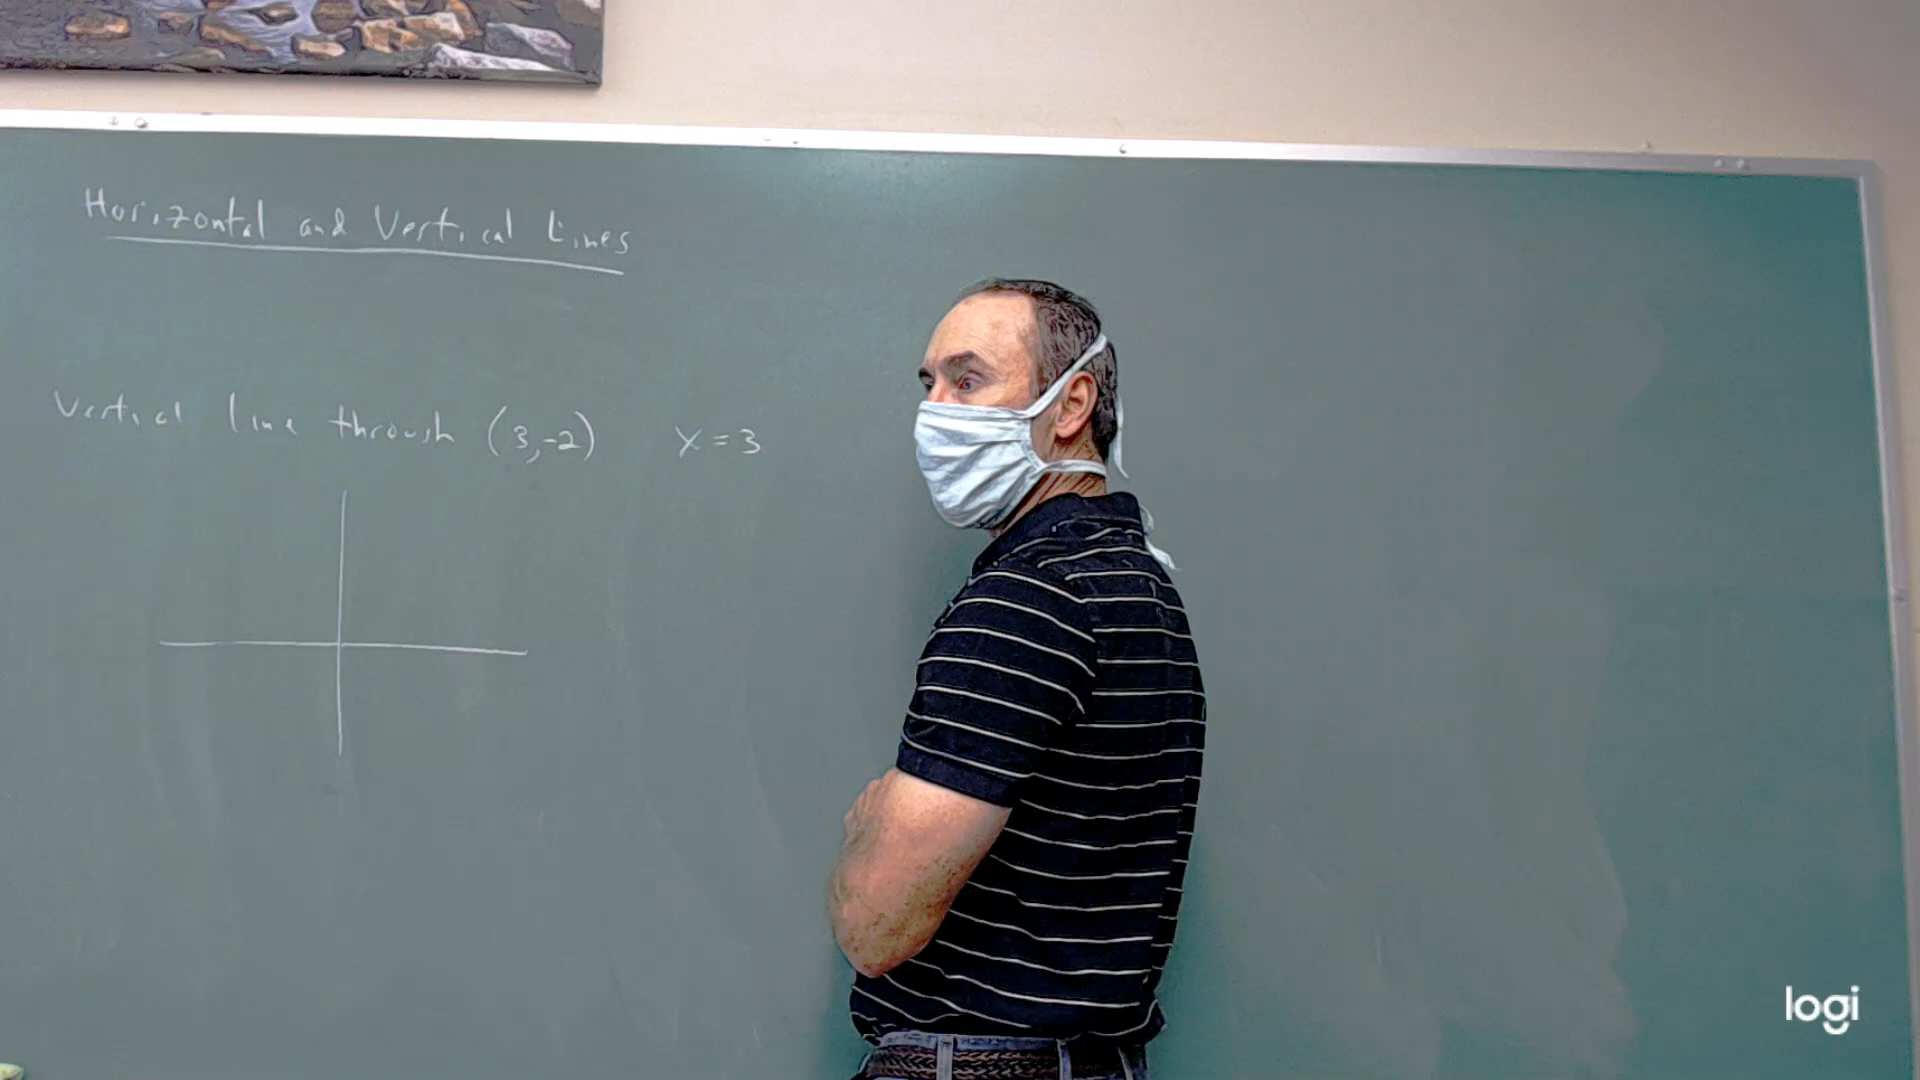 Horizontal and Vertical Lines
Vertical line through (3,-2) x = 3
logi